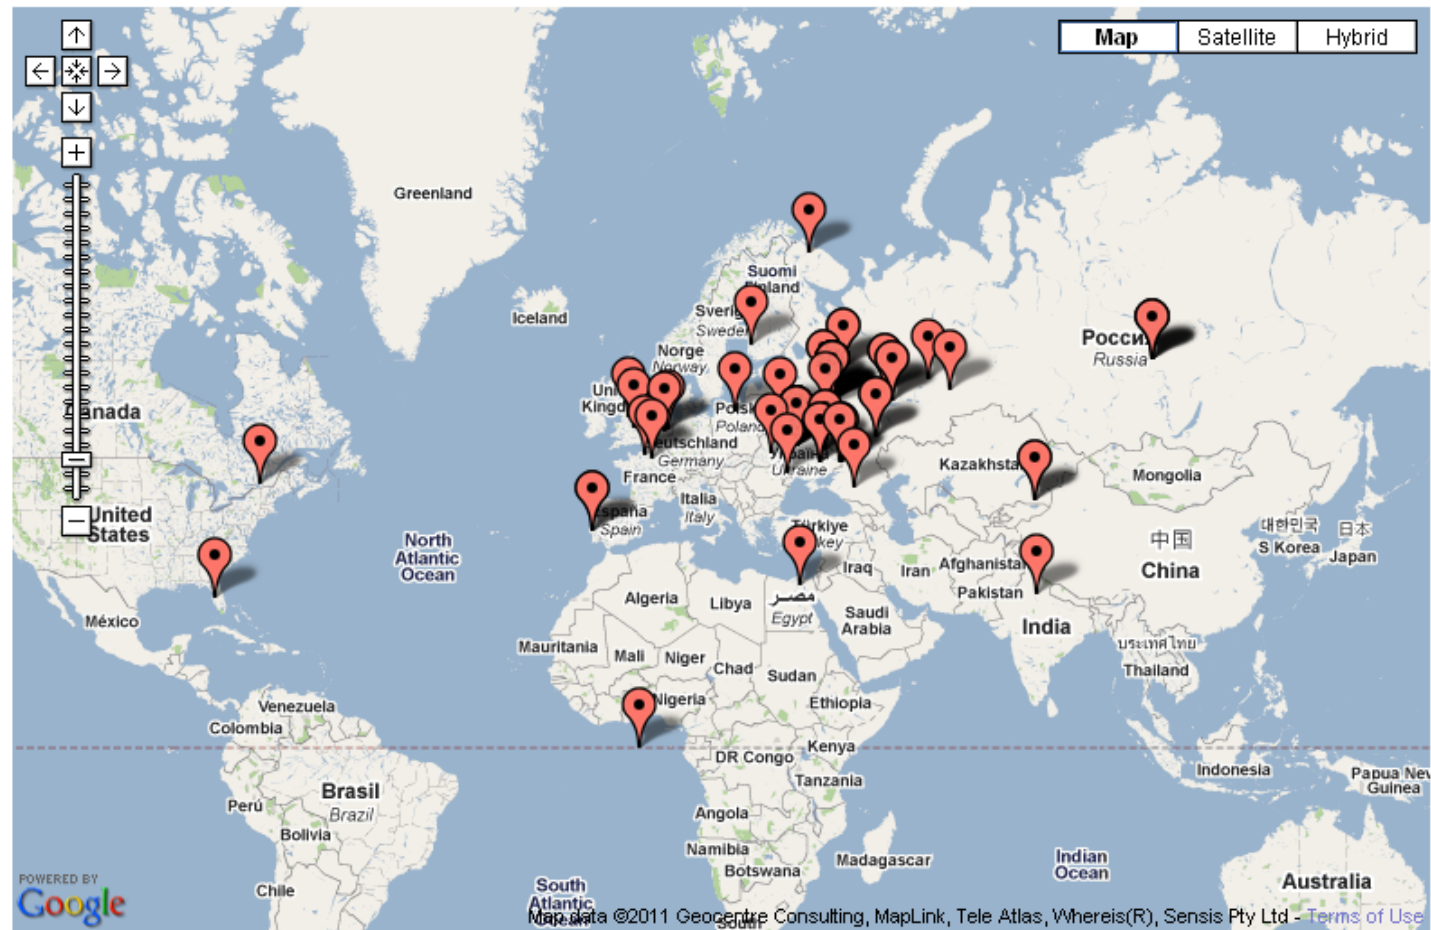 Map
Satellite
Hybrid
Greenland
Suomi
Finland
Iceland
Sweden
Norge
Norway
Россия
Russia
Canada
Polska
Poland
Deutschland
Germany
Ukraine
France
Kazakhstan
Mongolia
Italia
Italy
España
Spain
United
States
North
Atlantic
Ocean
Türkiye
Iraq
Iran
Afghanistan
中国
China
대한민국
S Korea
日本
Japan
Pakistan
Algeria
Libya
مصر
Egypt
Saudi
Arabia
India
México
Mauritania
Mali
Niger
Chad
Sudan
ประเทศไทย
Thailand
Venezuela
Colombia
Nigeria
Ethiopia
DR Congo
Kenya
Tanzania
Indonesia
Papua New
Guinea
Brasil
Brazil
Perú
Bolivia
Angola
Namibia
Botswana
Madagascar
Indian
Ocean
Australia
Chile
South
Atlantic
Ocean
South
POWERED BY
Google
Map data ©2011 Geocentre Consulting, MapLink, Tele Atlas, Whereis(R), Sensis Pty Ltd - Terms of Use